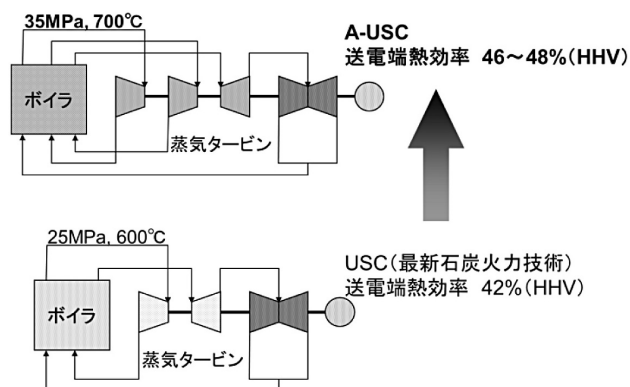 35MPa, 700℃
A-USC
送電端熱効率 46～48%(HHV)
ボイラ
蒸気タービン
25MPa, 600℃
USC(最新石炭火力技術)
送電端熱効率 42%(HHV)
ボイラ
蒸気タービン